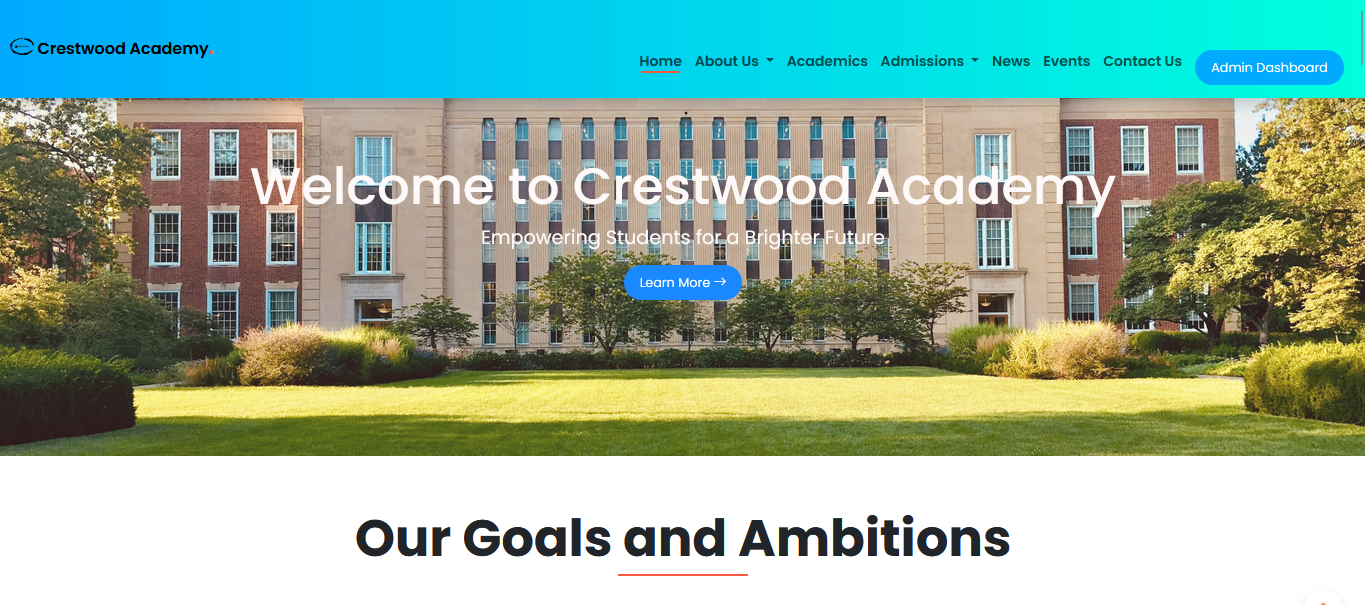 Crestwood Academy.
Home About Us Academics Admissions News Events Contact Us Admin Dashboard
Welcome to Crestwood Academy
Empowering Students for a Brighter Future
Learn More →
Our Goals and Ambitions